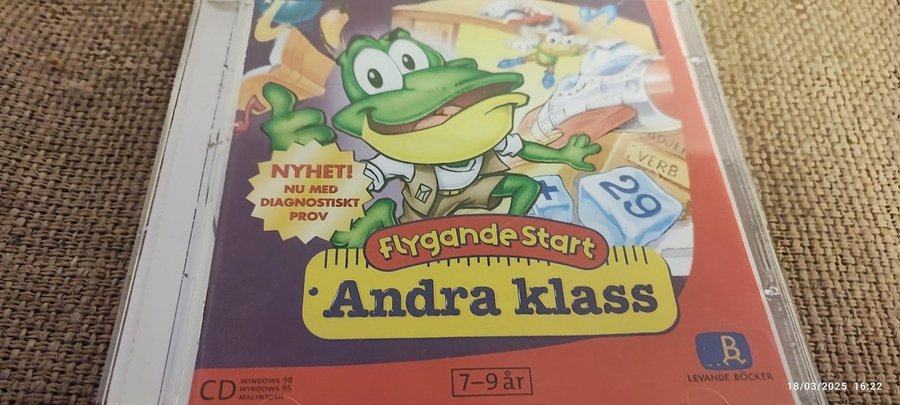 NYHET!
NU MED
DIAGNOSTISKT
PROV
VERB
29
+
Flygande Start
Andra klass
CD
WINDOWS 98
WINDOWS 95
MACINTOSH
7-9 år
B
LEVANDE BÖCKER
18/03/2025 16:22